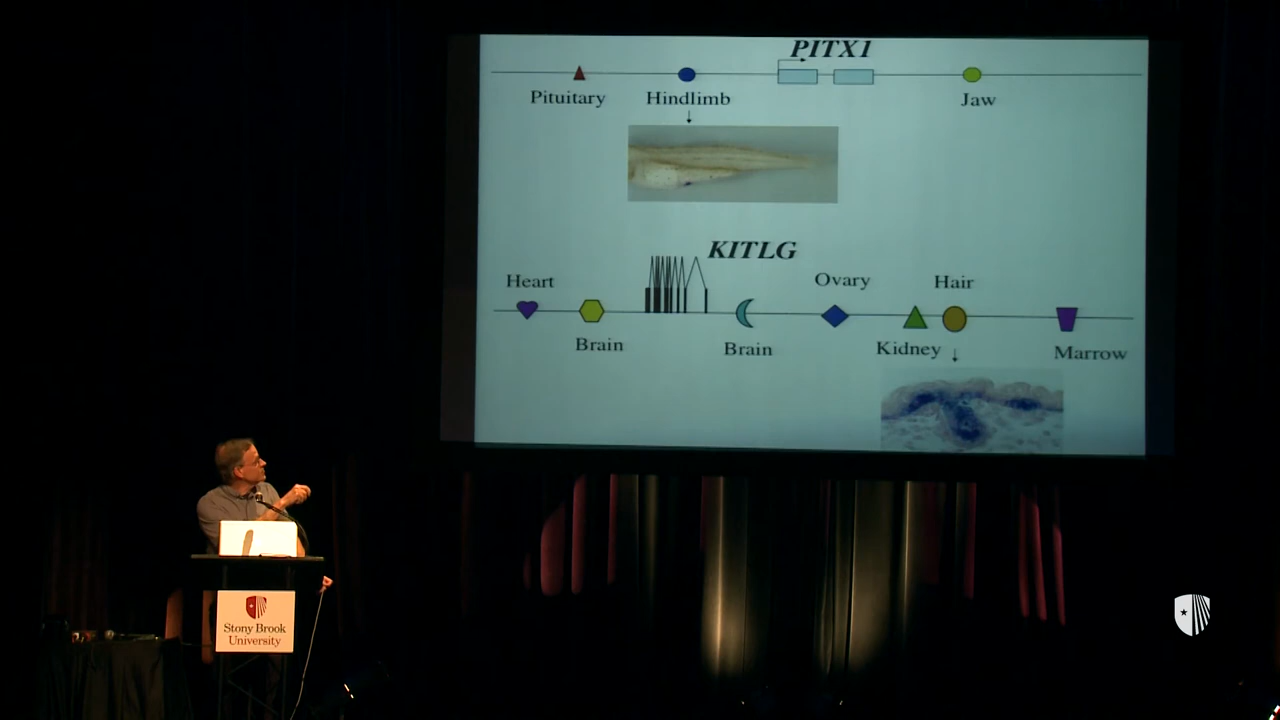 PITX1
Pituitary
Hindlimb
Jaw
KITLG
Heart
Ovary
Hair
Brain
Brain
Kidney
Marrow
Stony Brook
University